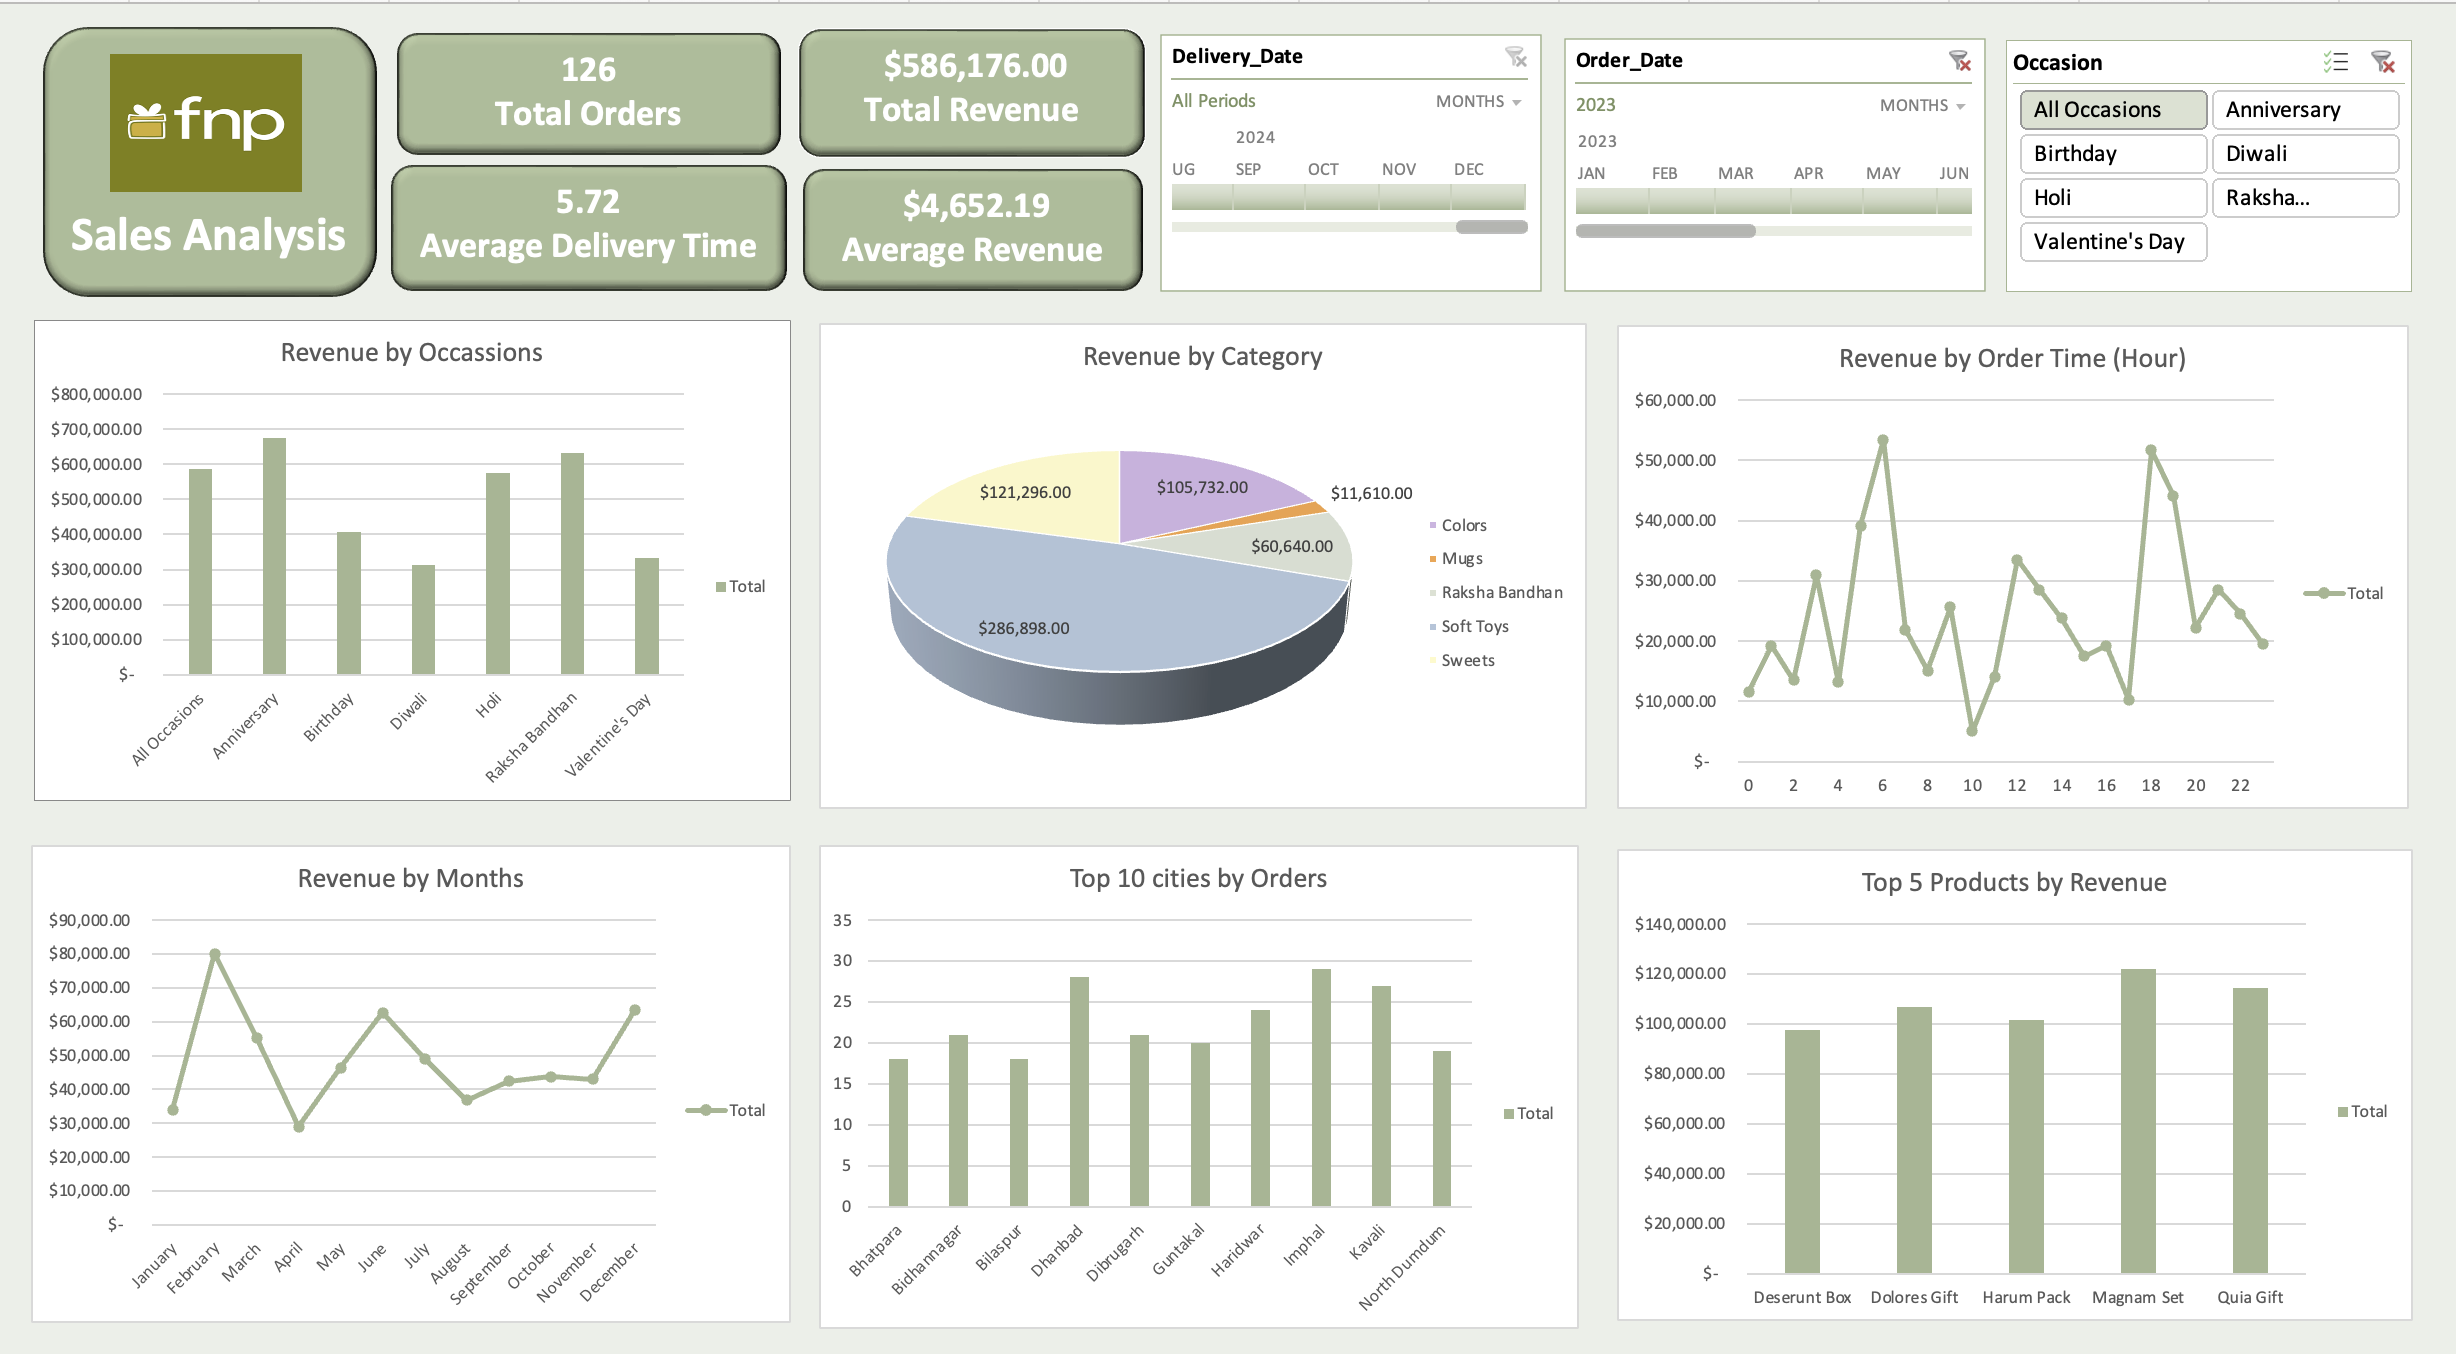 fnp
Sales Analysis
126
Total Orders
$586,176.00
Total Revenue
5.72
Average Delivery Time
$4,652.19
Average Revenue
Delivery_Date
All Periods
MONTHS
2024
UG SEP OCT NOV DEC
Order_Date
2023
MONTHS
2023
JAN FEB MAR APR MAY JUN
Occasion
All Occasions Anniversary
Birthday Diwali
Holi Raksha...
Valentine's Day
Revenue by Occassions
$800,000.00
$700,000.00
$600,000.00
$500,000.00
$400,000.00
$300,000.00
$200,000.00
$100,000.00
$-
All Occasions
Anniversary
Birthday
Diwali
Holi
Raksha Bandhan
Valentine's Day
Total
Revenue by Category
$121,296.00
$105,732.00
$11,610.00
$60,640.00
$286,898.00
Colors
Mugs
Raksha Bandhan
Soft Toys
Sweets
Revenue by Order Time (Hour)
$60,000.00
$50,000.00
$40,000.00
$30,000.00
$20,000.00
$10,000.00
$-
0 2 4 6 8 10 12 14 16 18 20 22
Total
Revenue by Months
$90,000.00
$80,000.00
$70,000.00
$60,000.00
$50,000.00
$40,000.00
$30,000.00
$20,000.00
$10,000.00
$-
January
February
March
April
May
June
July
August
September
October
November
December
Total
Top 10 cities by Orders
35
30
25
20
15
10
5
0
Bhatpara
Bidhannagar
Bilaspur
Dhanbad
Dibrugarh
Guntakal
Haridwar
Imphal
Kavali
North Dumdum
Total
Top 5 Products by Revenue
$140,000.00
$120,000.00
$100,000.00
$80,000.00
$60,000.00
$40,000.00
$20,000.00
$-
Deserunt Box Dolores Gift Harum Pack Magnam Set Quia Gift
Total